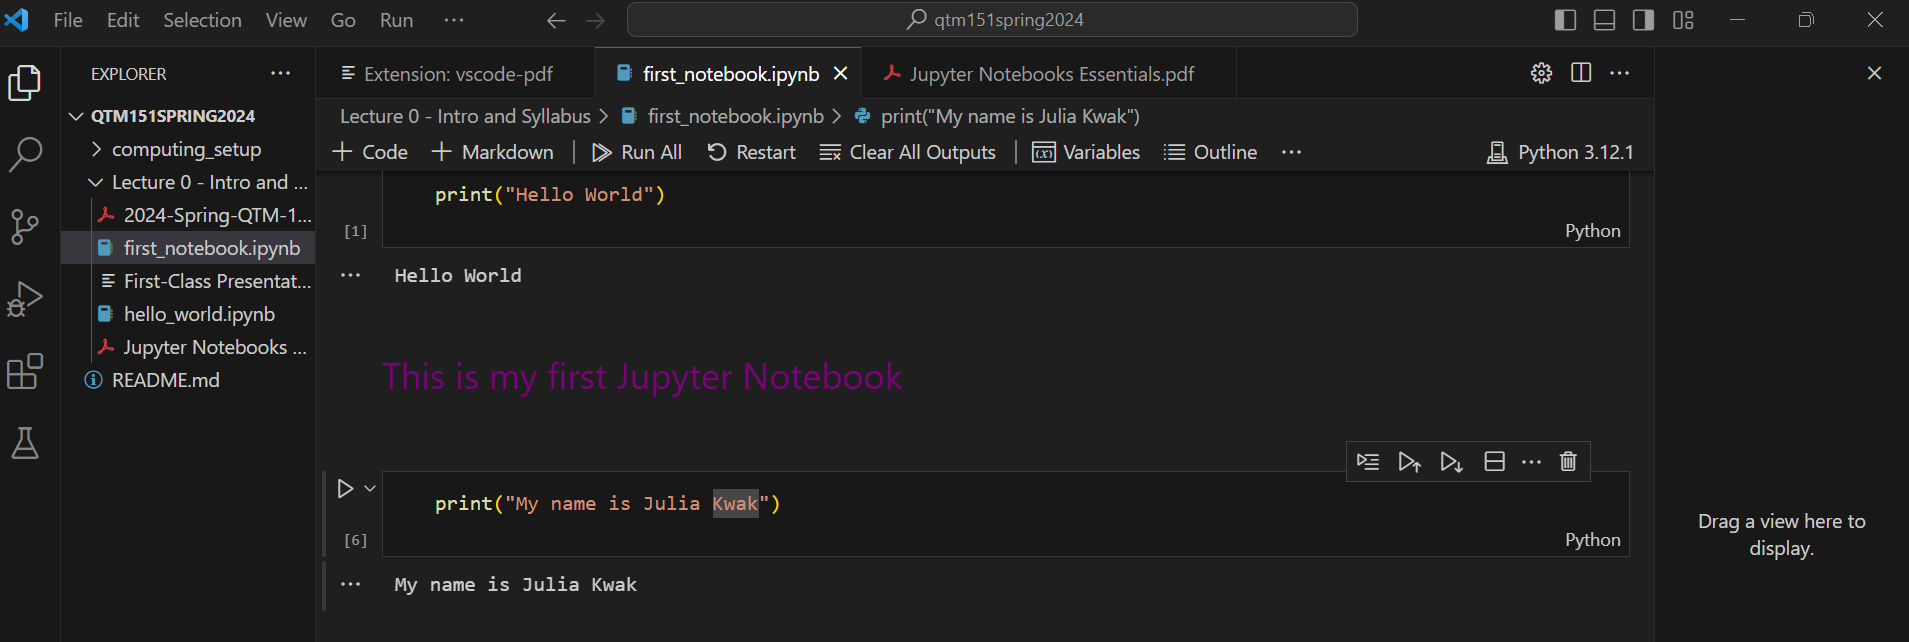 File Edit Selection View Go Run ···
qtm151spring2024
EXPLORER ···
QTM151SPRING2024
computing_setup
Lecture 0 - Intro and ...
2024-Spring-QTM-1...
first_notebook.ipynb
First-Class Presentat...
hello_world.ipynb
Jupyter Notebooks ...
README.md
Extension: vscode-pdf
first_notebook.ipynb
Jupyter Notebooks Essentials.pdf
Lecture 0 - Intro and Syllabus > first_notebook.ipynb > print("My name is Julia Kwak")
+ Code + Markdown | Run All Restart Clear All Outputs | (x) Variables Outline ··· Python 3.12.1
print("Hello World")
[1] Python
··· Hello World
This is my first Jupyter Notebook
print("My name is Julia Kwak")
[6] Python
··· My name is Julia Kwak
Drag a view here to
display.